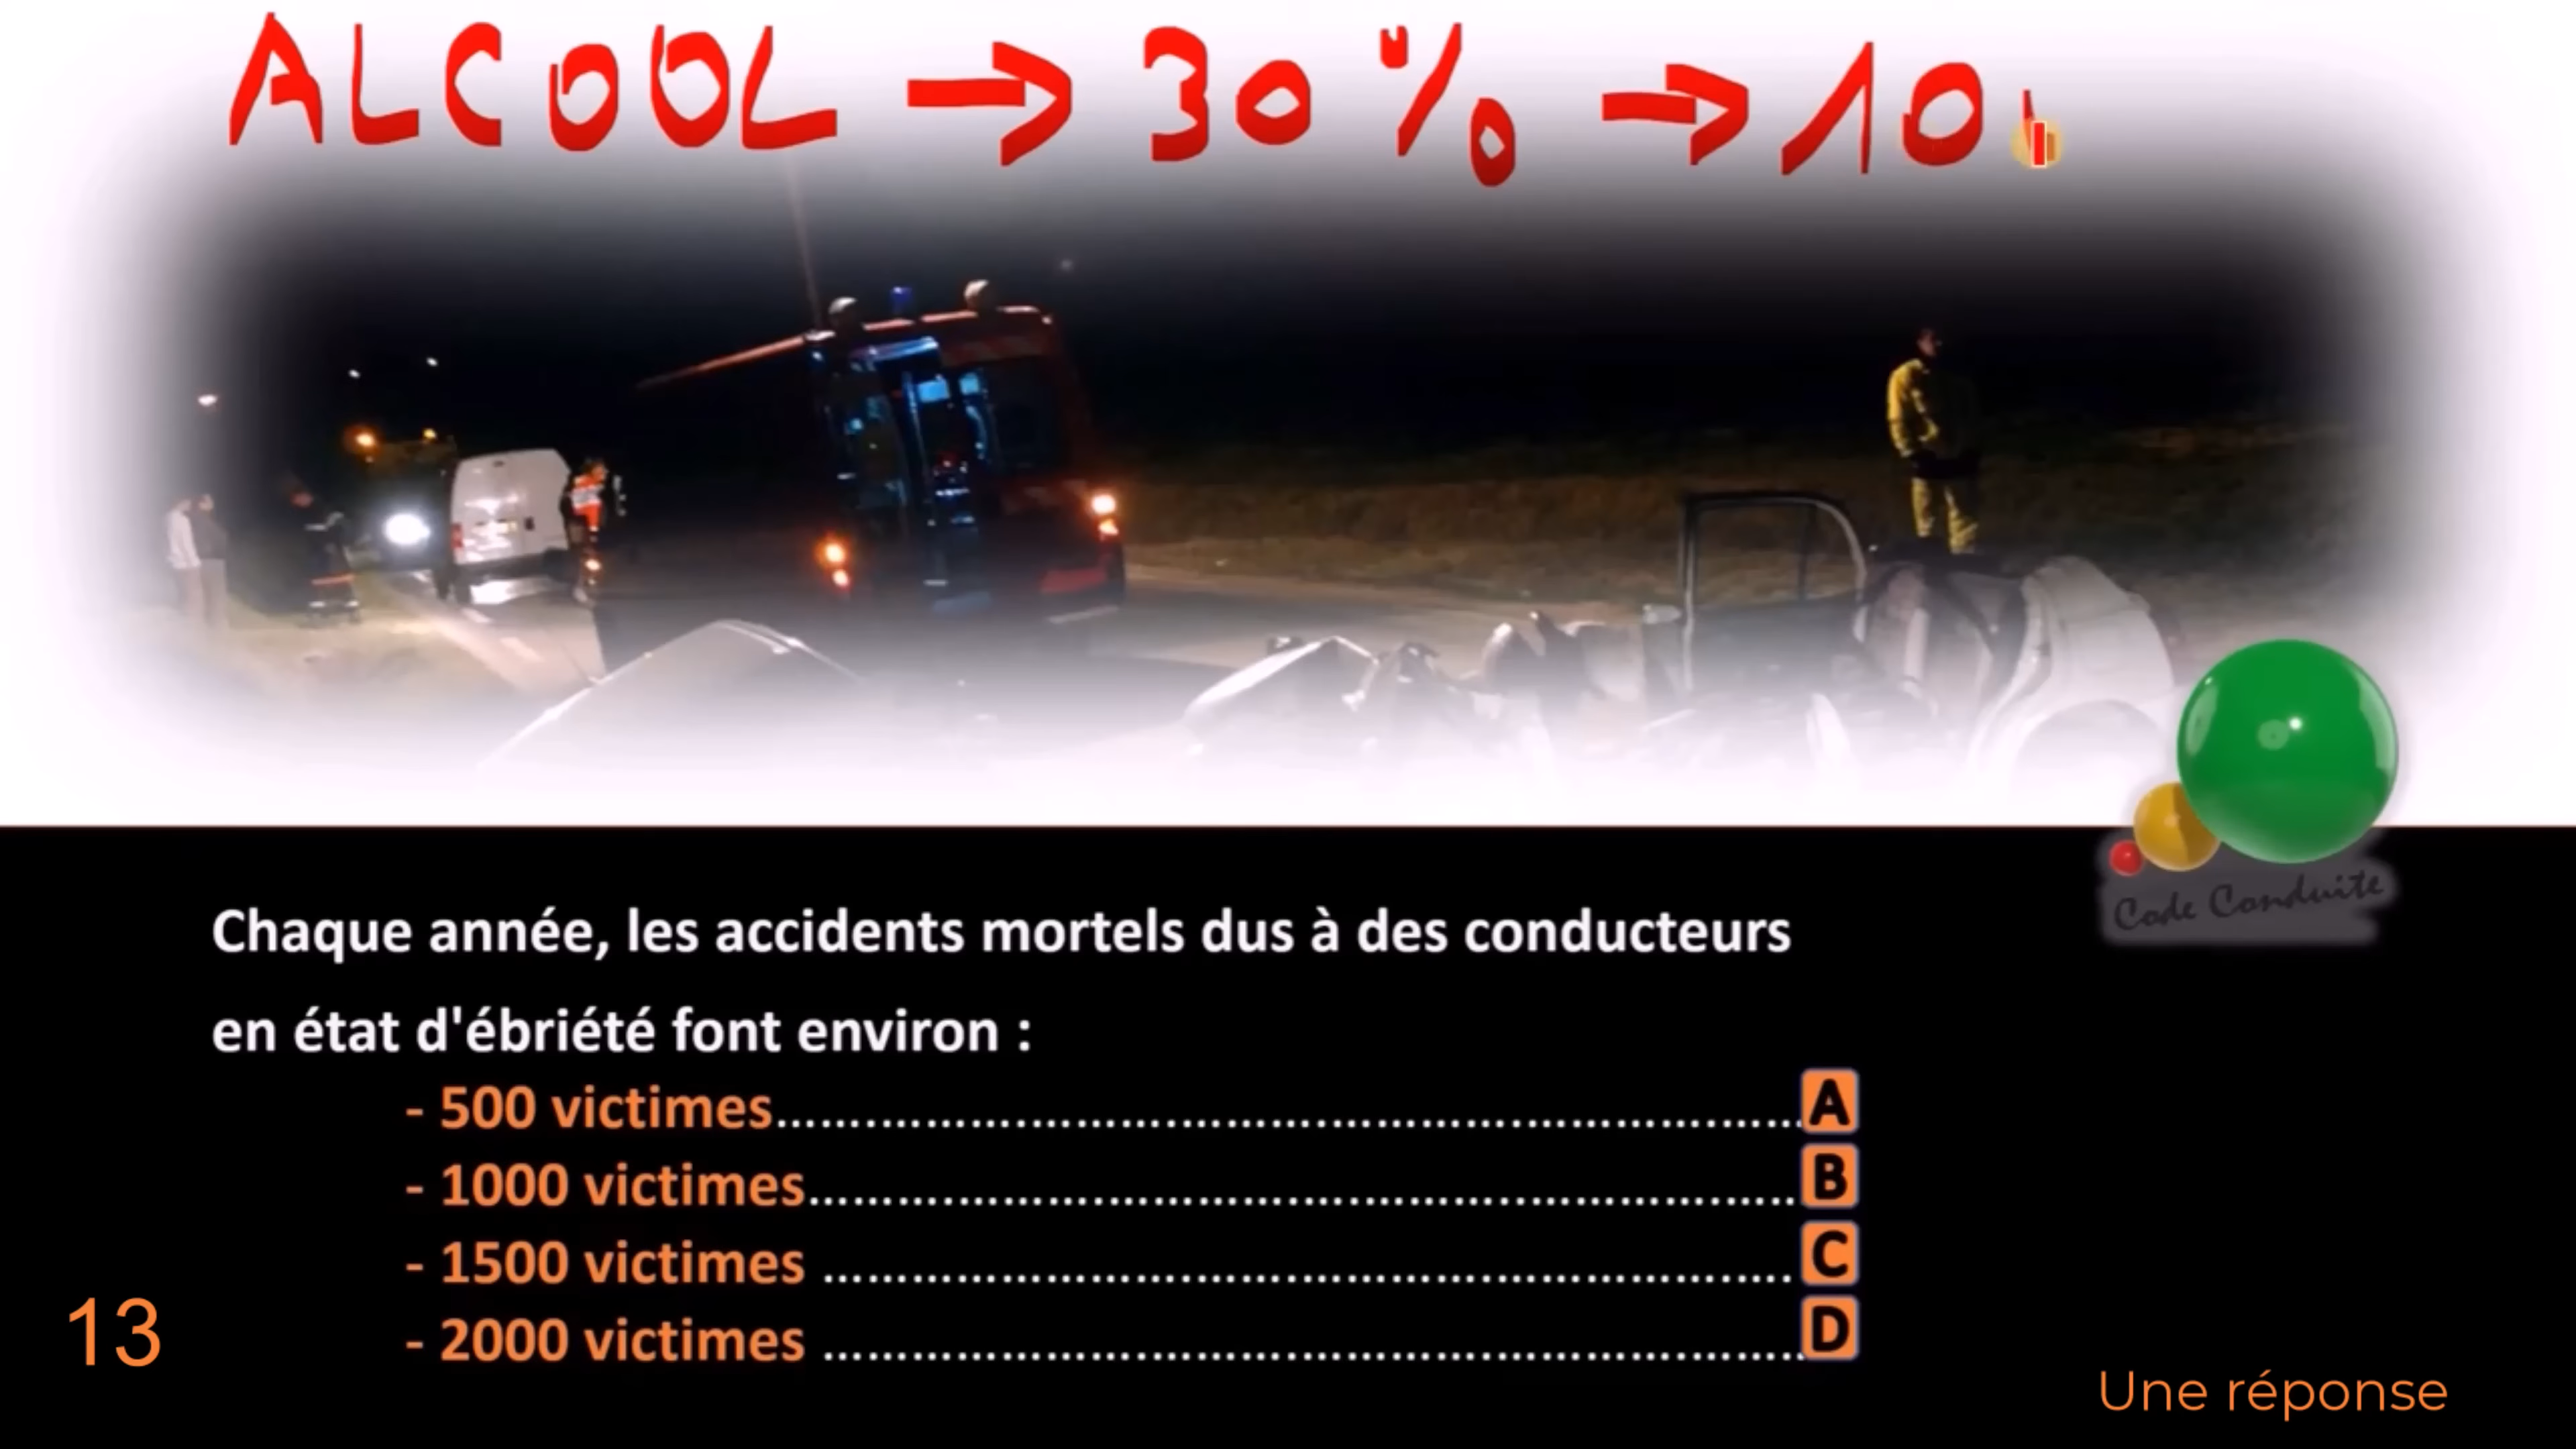 ALCOOL → 30 % → 10
Chaque année, les accidents mortels dus à des conducteurs
en état d'ébriété font environ :
- 500 victimes........................................................A
- 1000 victimes........................................................B
- 1500 victimes ........................................................C
- 2000 victimes ........................................................D
Code Conduite
13
Une réponse